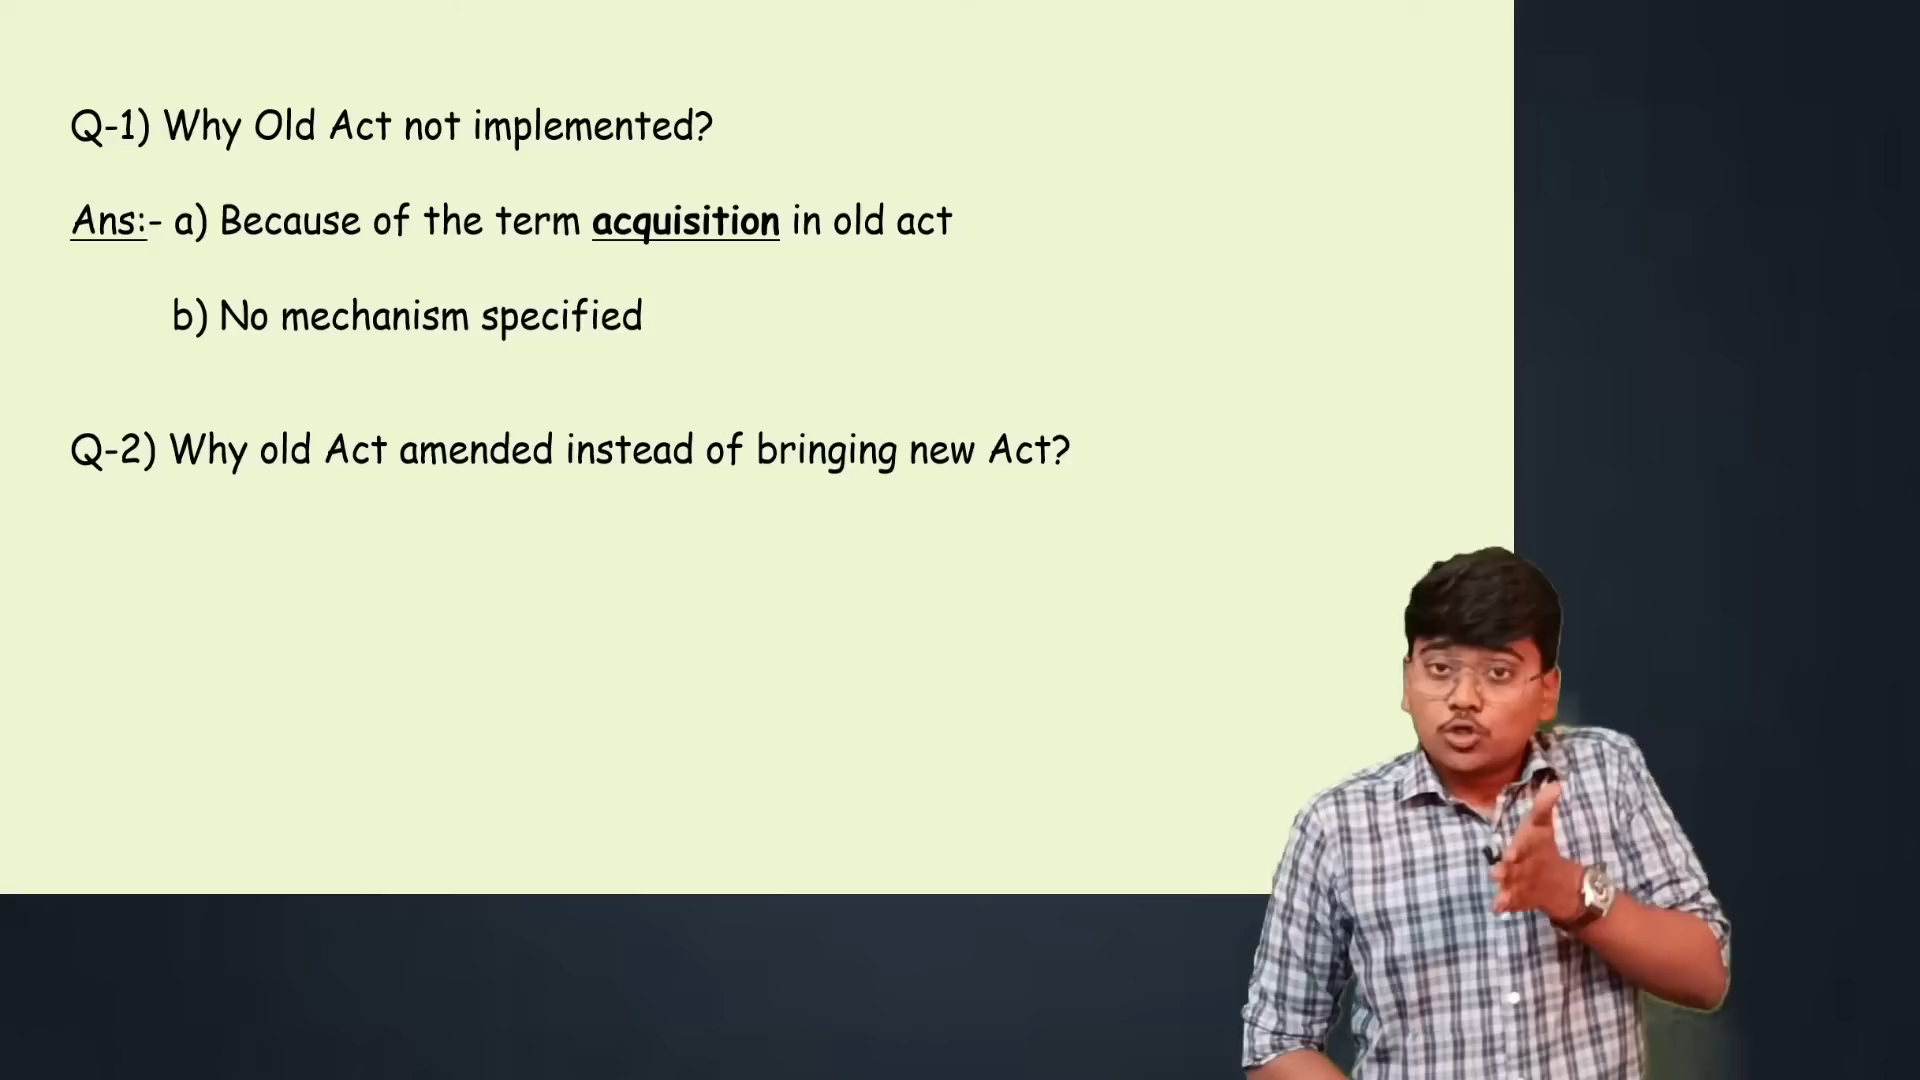 Q-1) Why Old Act not implemented?
Ans:- a) Because of the term acquisition in old act
b) No mechanism specified
Q-2) Why old Act amended instead of bringing new Act?